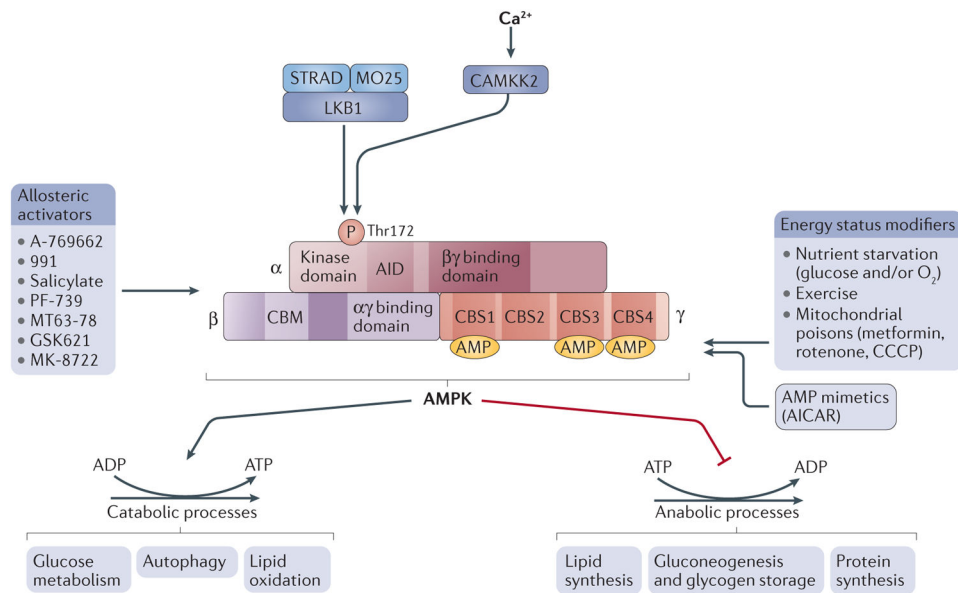 Ca²⁺
STRAD MO25
LKB1
CAMKK2
Allosteric
activators
• A-769662
• 991
• Salicylate
• PF-739
• MT63-78
• GSK621
• MK-8722
P Thr172
α
Kinase
domain
AID
βγ binding
domain
β
CBM
αγ binding
domain
CBS1 CBS2 CBS3 CBS4
γ
AMP AMP AMP
Energy status modifiers
• Nutrient starvation
(glucose and/or O₂)
• Exercise
• Mitochondrial
poisons (metformin,
rotenone, CCCP)
AMP mimetics
(AICAR)
AMPK
ADP ATP
Catabolic processes
Glucose
metabolism
Autophagy
Lipid
oxidation
ATP ADP
Anabolic processes
Lipid
synthesis
Gluconeogenesis
and glycogen storage
Protein
synthesis